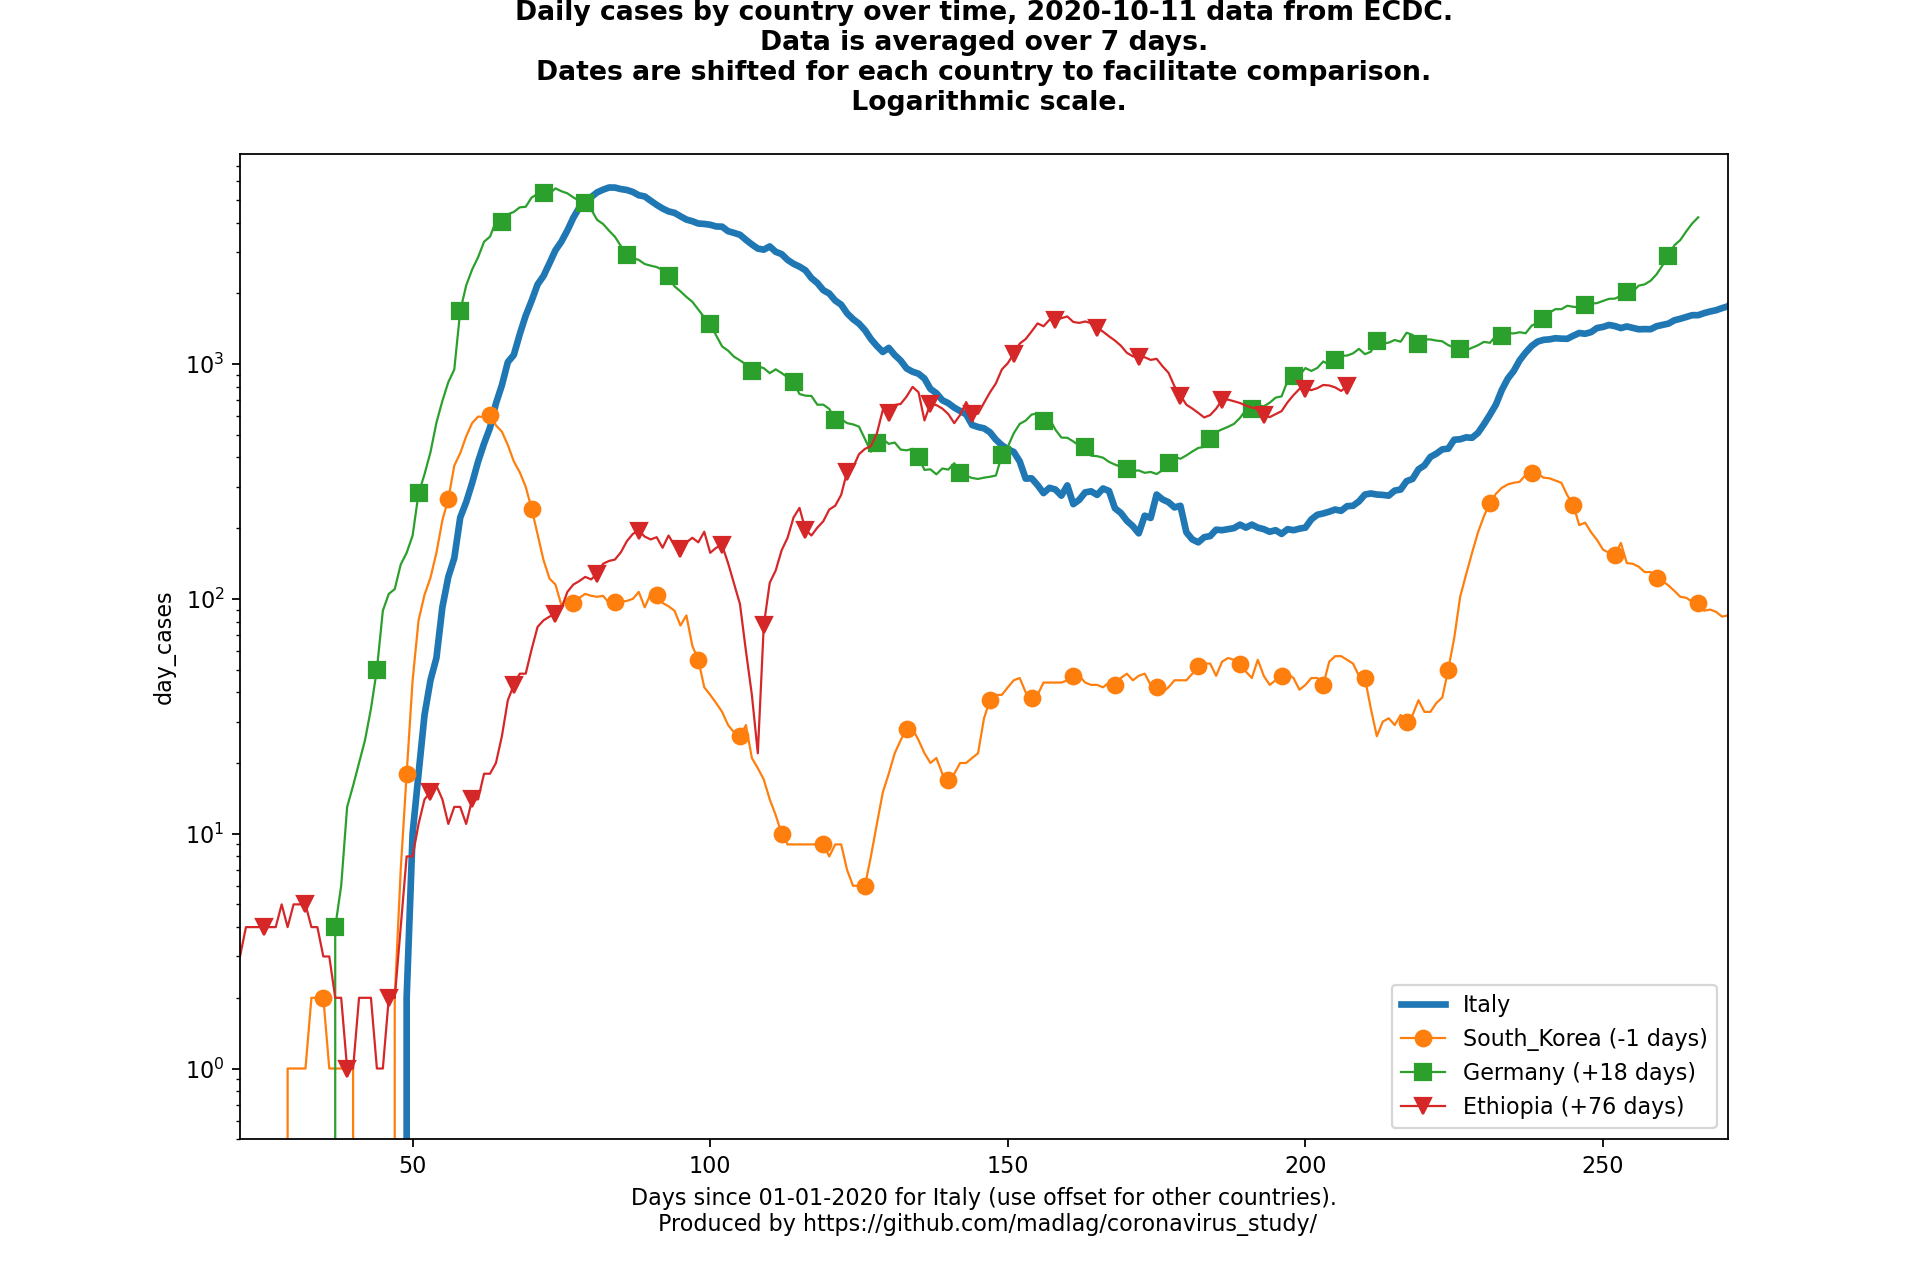 Daily cases by country over time, 2020-10-11 data from ECDC.
Data is averaged over 7 days.
Dates are shifted for each country to facilitate comparison.
Logarithmic scale.
day_cases
10³
10²
10¹
10⁰
50 100 150 200 250
Italy
South_Korea (-1 days)
Germany (+18 days)
Ethiopia (+76 days)
Days since 01-01-2020 for Italy (use offset for other countries).
Produced by https://github.com/madlag/coronavirus_study/